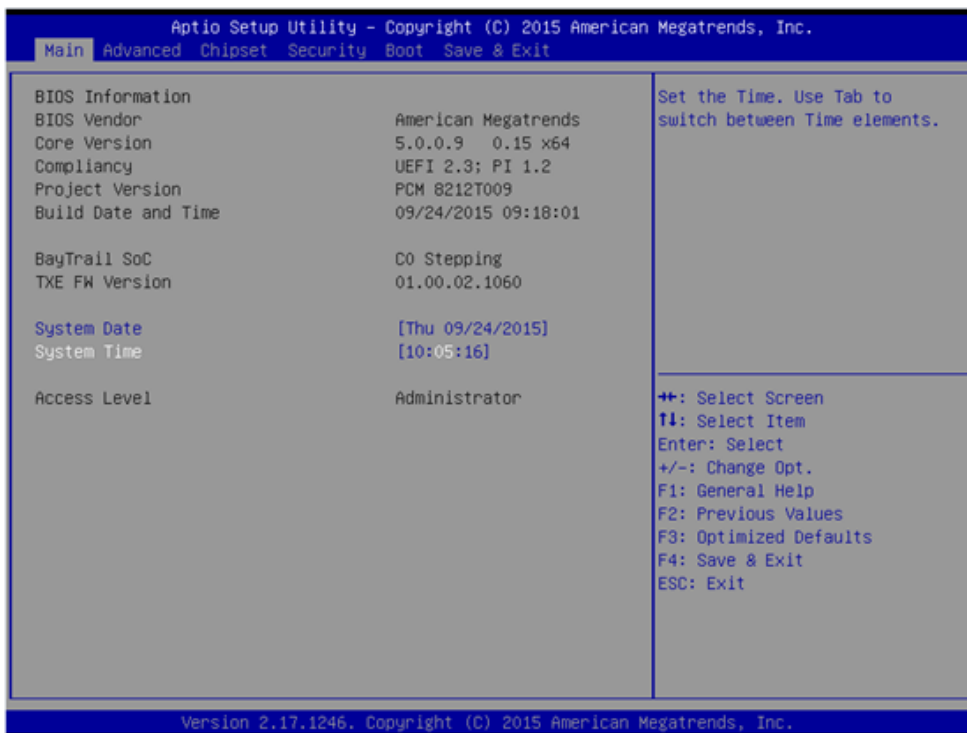 Aptio Setup Utility – Copyright (C) 2015 American Megatrends, Inc.
Main Advanced Chipset Security Boot Save & Exit
BIOS Information
BIOS Vendor American Megatrends
Core Version 5.0.0.9 0.15 x64
Compliancy UEFI 2.3; PI 1.2
Project Version PCM 8212T009
Build Date and Time 09/24/2015 09:18:01
BayTrail SoC C0 Stepping
TXE FW Version 01.00.02.1060
System Date [Thu 09/24/2015]
System Time [10:05:16]
Access Level Administrator
Set the Time. Use Tab to
switch between Time elements.
→←: Select Screen
↑↓: Select Item
Enter: Select
+/-: Change Opt.
F1: General Help
F2: Previous Values
F3: Optimized Defaults
F4: Save & Exit
ESC: Exit
Version 2.17.1246. Copyright (C) 2015 American Megatrends, Inc.